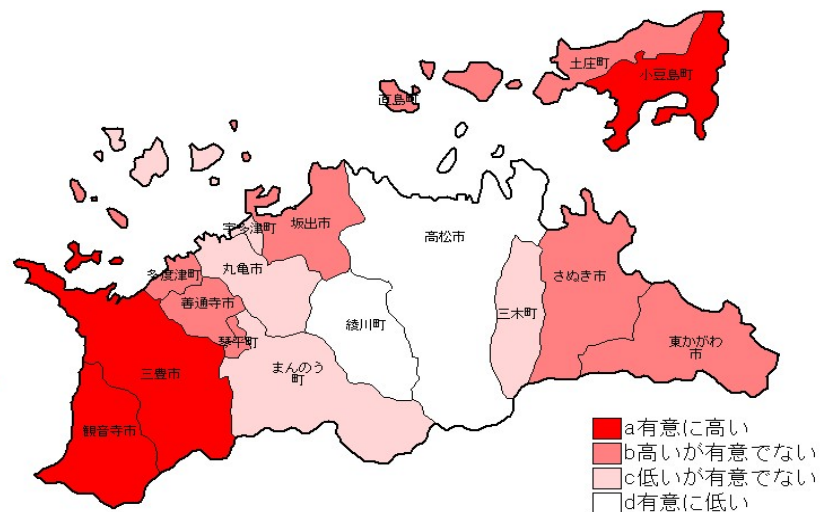 土庄町
小豆島町
直島町
宇多津町
坂出市
高松市
多度津町
丸亀市
さぬき市
善通寺市
三木町
綾川町
琴平町
東かがわ
市
まんのう
町
三豊市
観音寺市
a有意に高い
b高いが有意でない
c低いが有意でない
d有意に低い